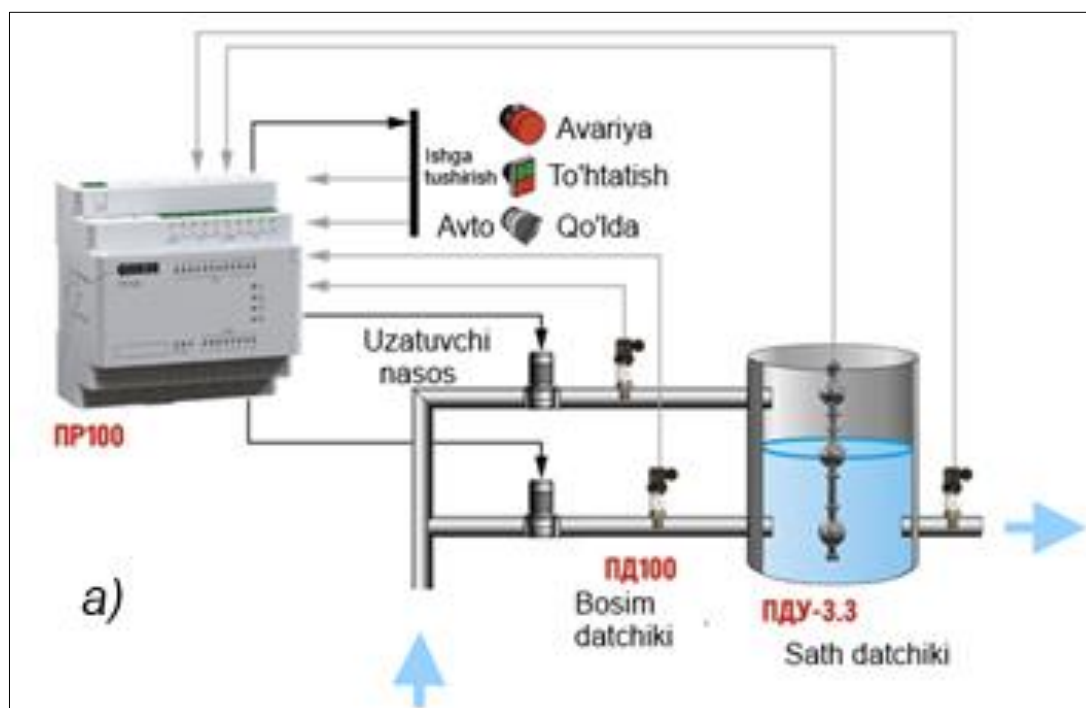 Avariya
Ishga
tushirish
To'htatish
Avto
Qo'lda
Uzatuvchi
nasos
ПР100
a)
ПД100
Bosim
datchiki
ПДУ-3.3
Sath datchiki